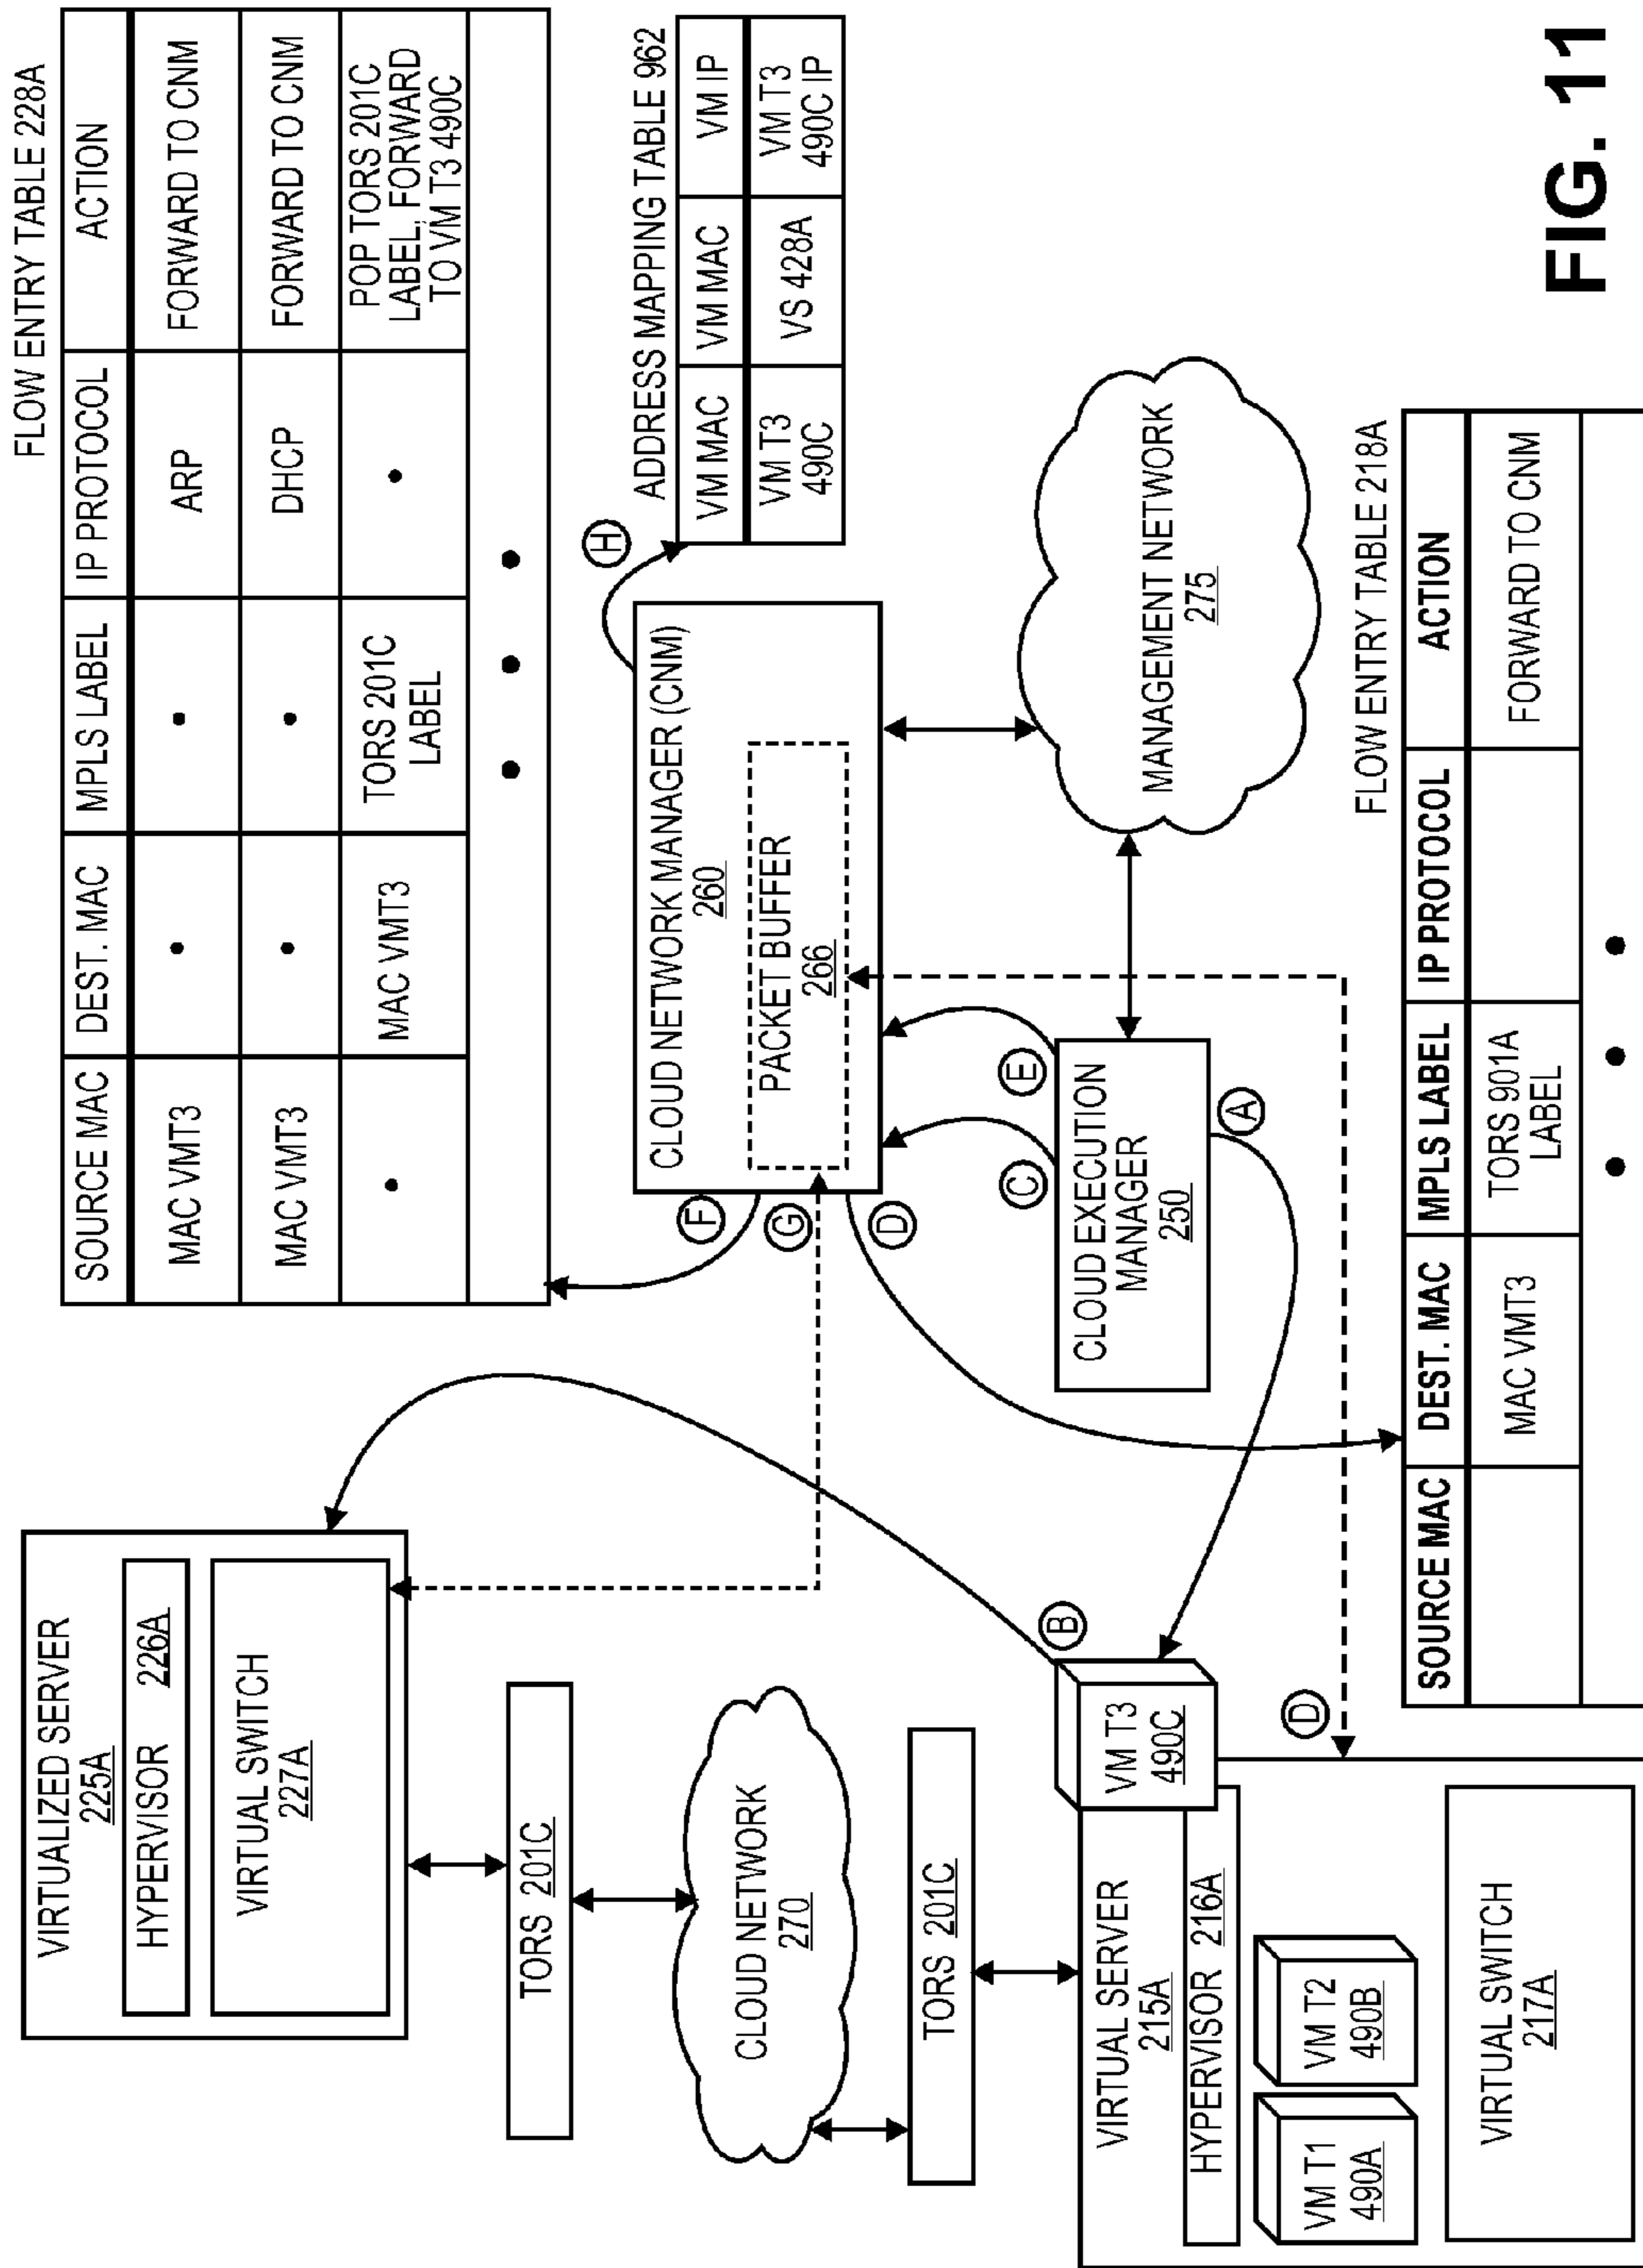 FLOW ENTRY TABLE 228A
SOURCE MAC DEST. MAC MPLS LABEL IP PROTOCOL ACTION
MAC VMT3 • • ARP FORWARD TO CNM
MAC VMT3 • • DHCP FORWARD TO CNM
• MAC VMT3 TORS 201C LABEL • POP TORS 201C LABEL, FORWARD TO VM T3 490C
• • •
VIRTUALIZED SERVER
225A
HYPERVISOR 226A
VIRTUAL SWITCH
227A
TORS 201C
CLOUD NETWORK
270
TORS 201C
VIRTUAL SERVER
215A
HYPERVISOR 216A
VM T1
490A
VM T2
490B
VM T3
490C
VIRTUAL SWITCH
217A
B
D
F
G
D
CLOUD NETWORK MANAGER (CNM)
260
PACKET BUFFER
266
H
ADDRESS MAPPING TABLE 962
VM MAC VM MAC VM IP
VM T3 490C VS 428A VM T3 490C IP
C
E
CLOUD EXECUTION
MANAGER
250
A
MANAGEMENT NETWORK
275
FLOW ENTRY TABLE 218A
SOURCE MAC DEST. MAC MPLS LABEL IP PROTOCOL ACTION
MAC VMT3 TORS 901A LABEL FORWARD TO CNM
• • •
FIG. 11